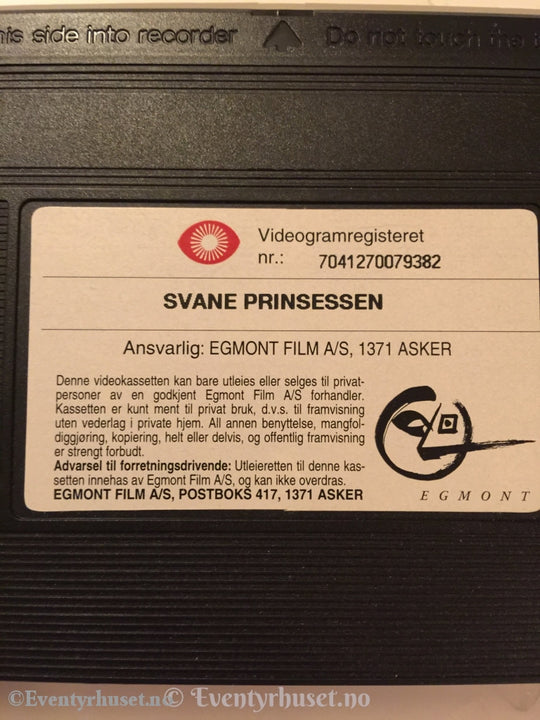 his side into recorder Do not touch the t
Videogramregisteret
nr.: 7041270079382
SVANE PRINSESSEN
Ansvarlig: EGMONT FILM A/S, 1371 ASKER
Denne videokassetten kan bare utleies eller selges til privat-
personer av en godkjent Egmont Film A/S forhandler.
Kassetten er kunt ment til privat bruk, d.v.s. til framvisning
uten vederlag i private hjem. All annen benyttelse, mangfol-
diggjøring, kopiering, helt eller delvis, og offentlig framvisning
er strengt forbudt.
Advarsel til forretningsdrivende: Utleieretten til denne kas-
setten innehas av Egmont Film A/S, og kan ikke overdras.
EGMONT FILM A/S, POSTBOKS 417, 1371 ASKER
EGMONT
©Eventyrhuset.no © Eventyrhuset.no